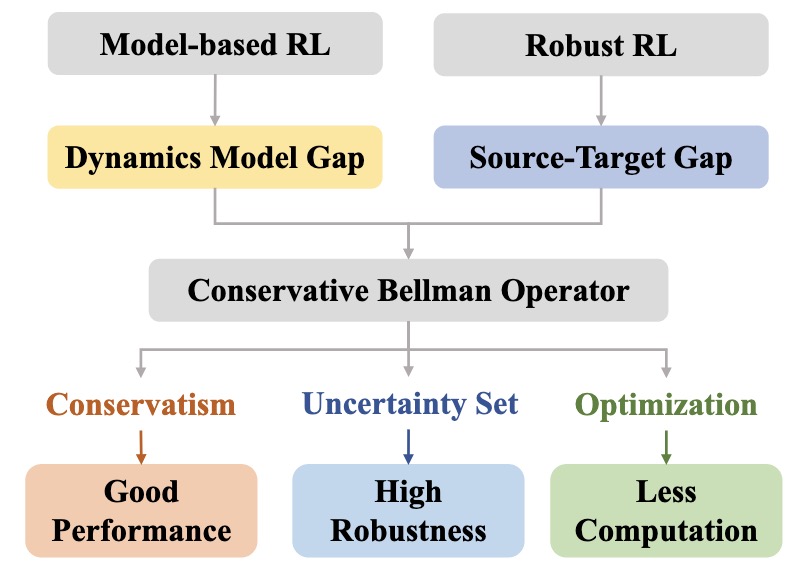 Model-based RL
Robust RL
Dynamics Model Gap
Source-Target Gap
Conservative Bellman Operator
Conservatism
Uncertainty Set
Optimization
Good
Performance
High
Robustness
Less
Computation